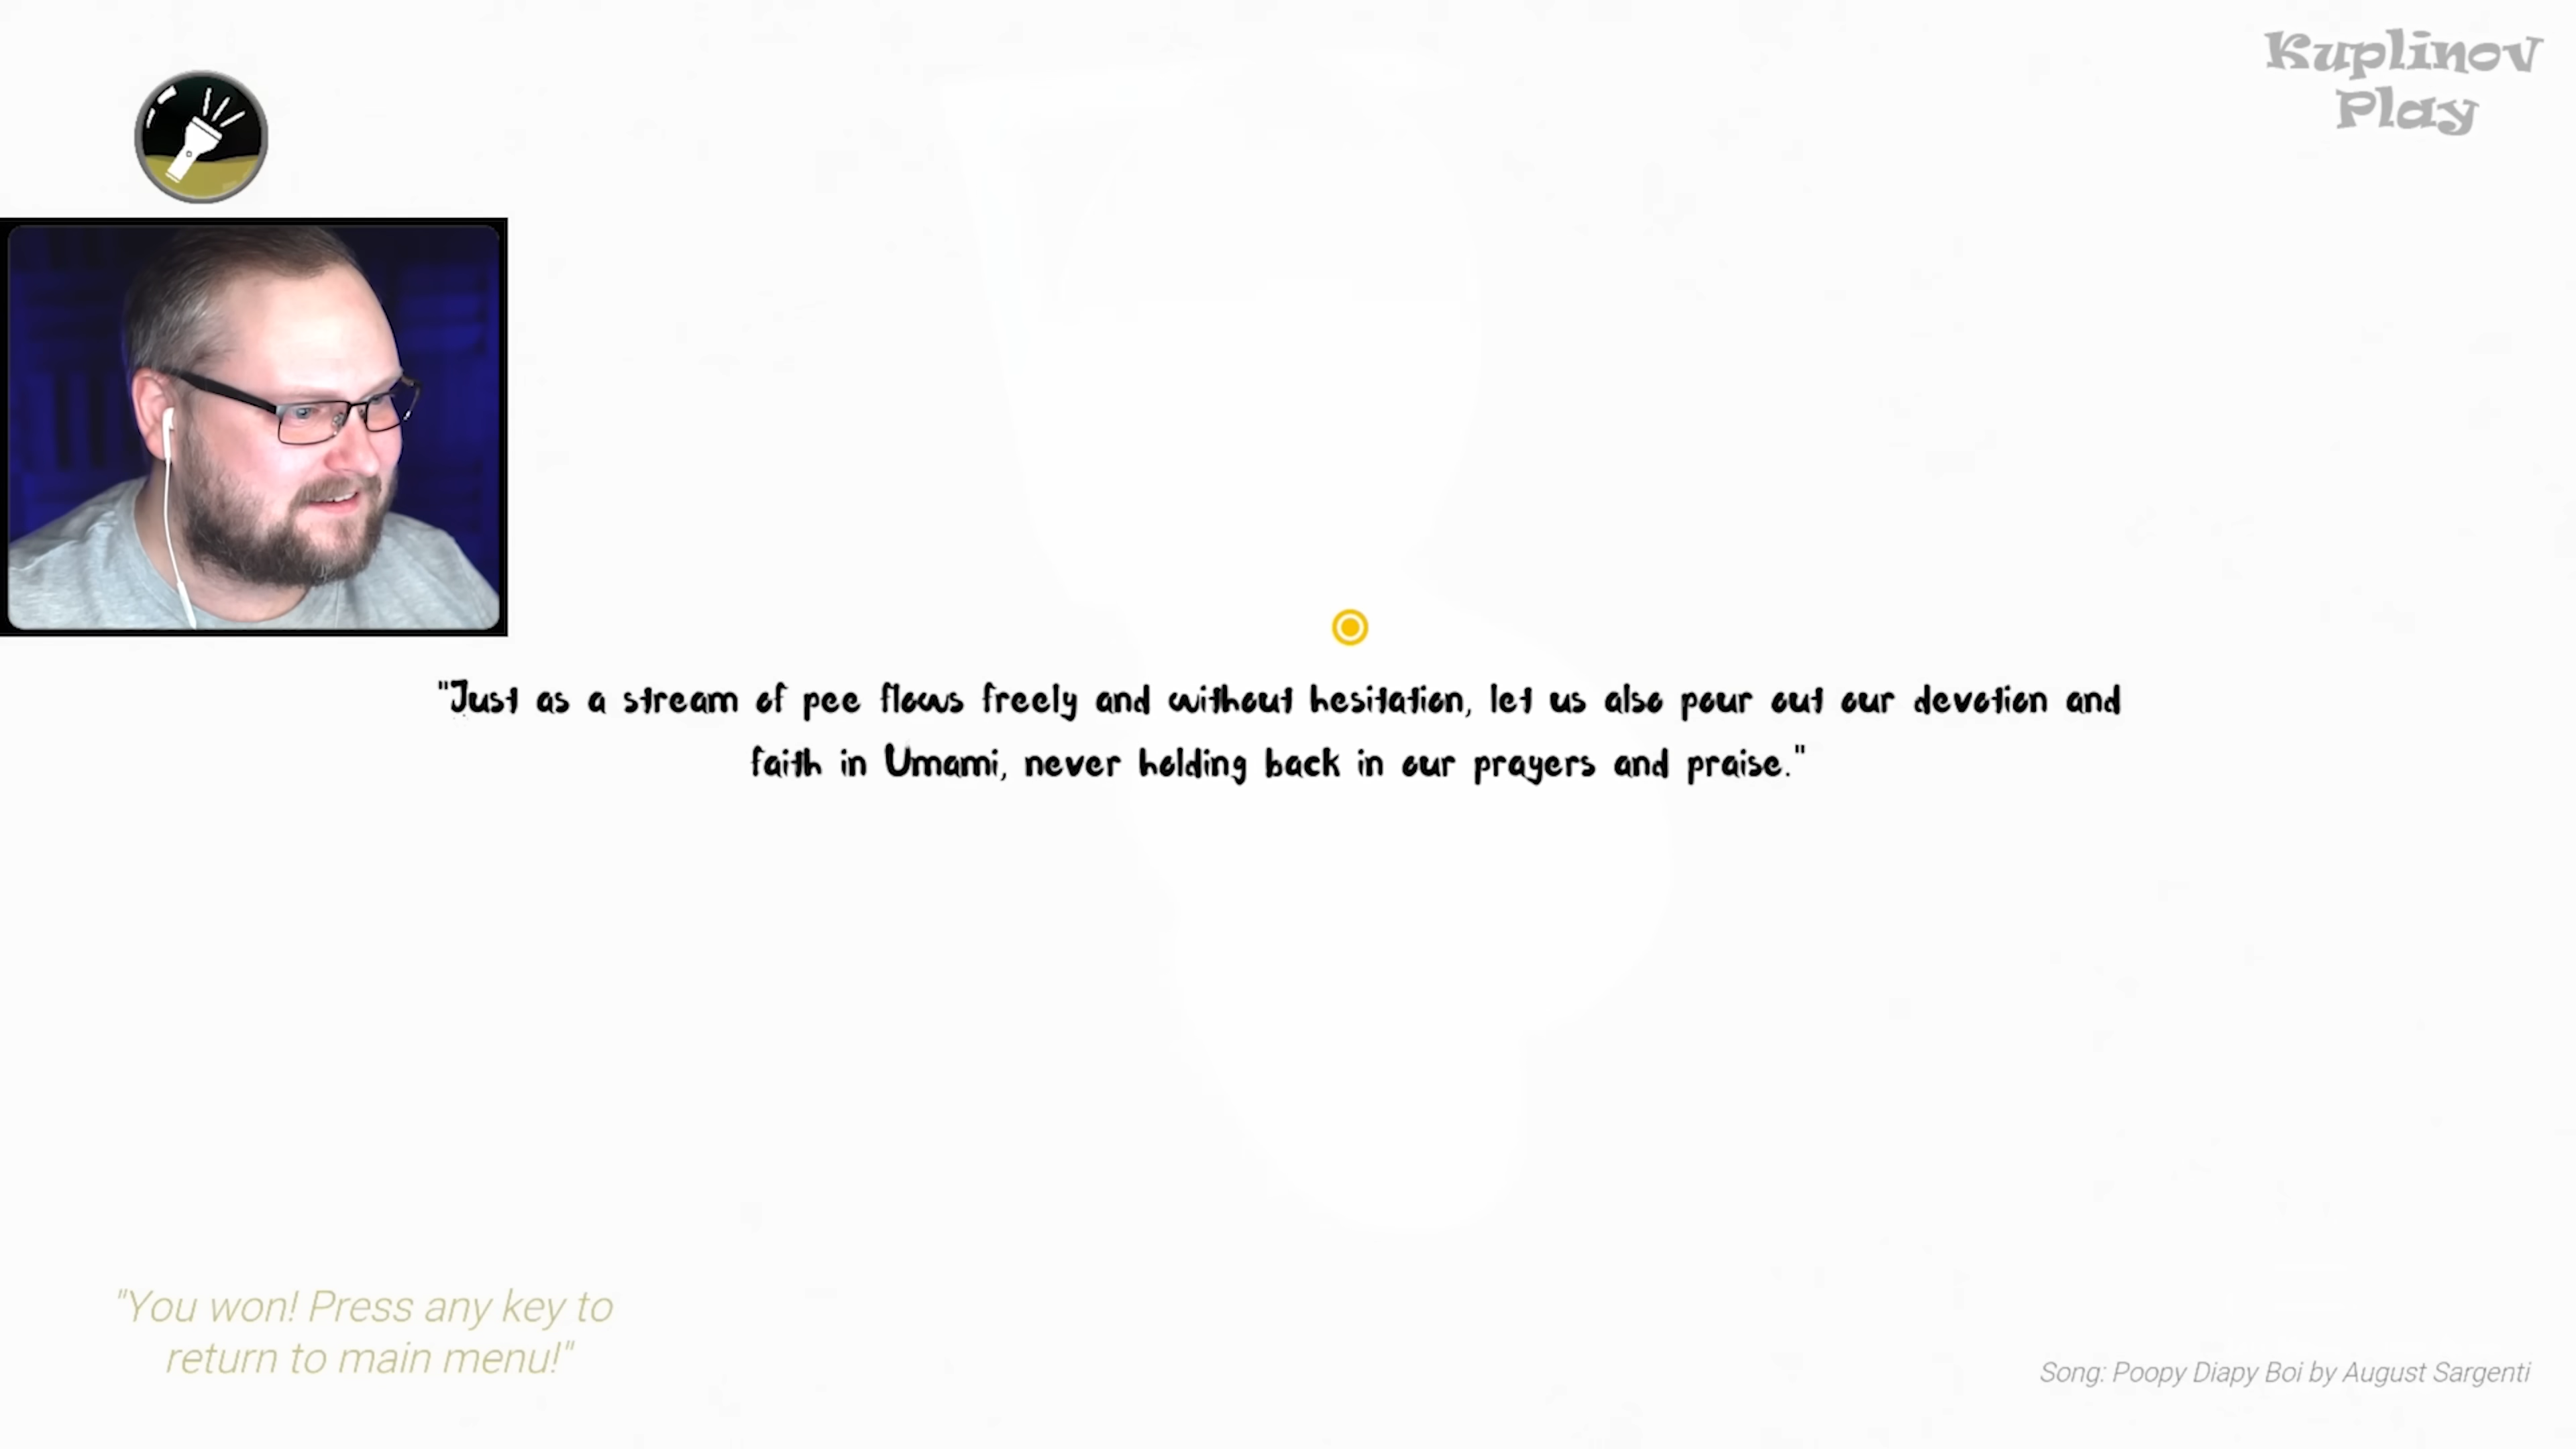 Kuplinov
Play
"Just as a stream of pee flows freely and without hesitation, let us also pour out our devotion and
faith in Umami, never holding back in our prayers and praise."
"You won! Press any key to
return to main menu!"
Song: Poopy Diapy Boi by August Sargenti